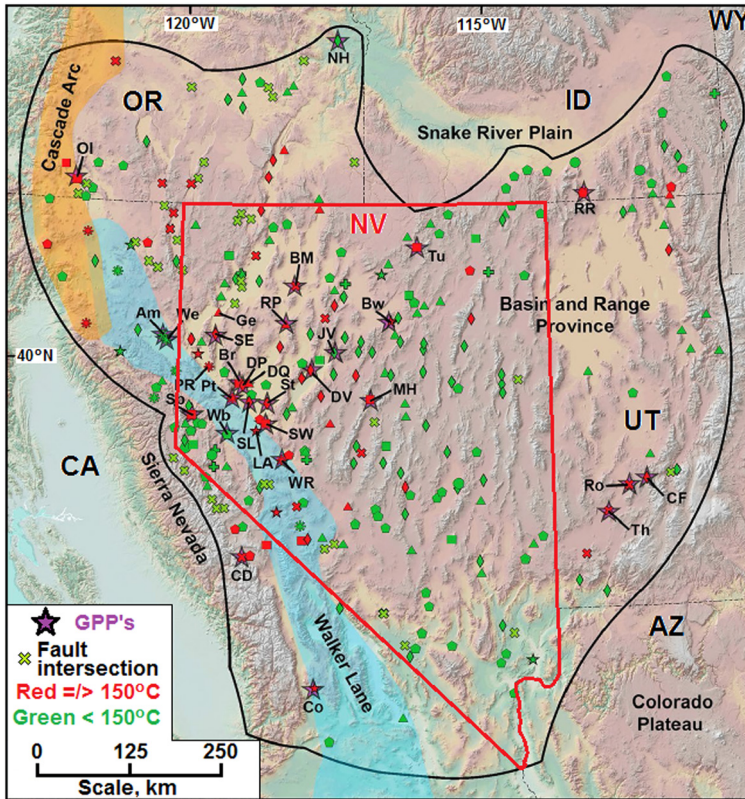 120°W
115°W
WY
NH
OR
ID
Cascade Arc
Snake River Plain
OI
RR
NV
Tu
BM
Basin and Range
Province
Am
We
Ge
RP
Bw
SE
JV
40°N
Br
DP
DQ
PR
Pt
St
DV
MH
Sp
Wb
SL
SW
UT
LA
WR
CA
Sierra Nevada
Ro
CF
Th
CD
GPP's
Fault
intersection
Red =/> 150°C
Green < 150°C
Walker Lane
AZ
Co
Colorado
Plateau
0 125 250
Scale, km